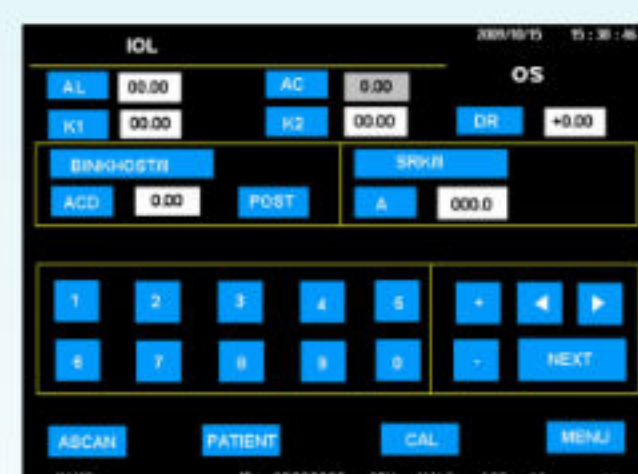 IOL 2009/10/15 15:38:46
OS
AL 00.00 AC 0.00
K1 00.00 K2 00.00 DR +0.00
BINKHOSTII SRKII
ACD 0.00 POST A 000.0
1 2 3 4 5 + ◀ ▶
6 7 8 9 0 - NEXT
ASCAN PATIENT CAL MENU